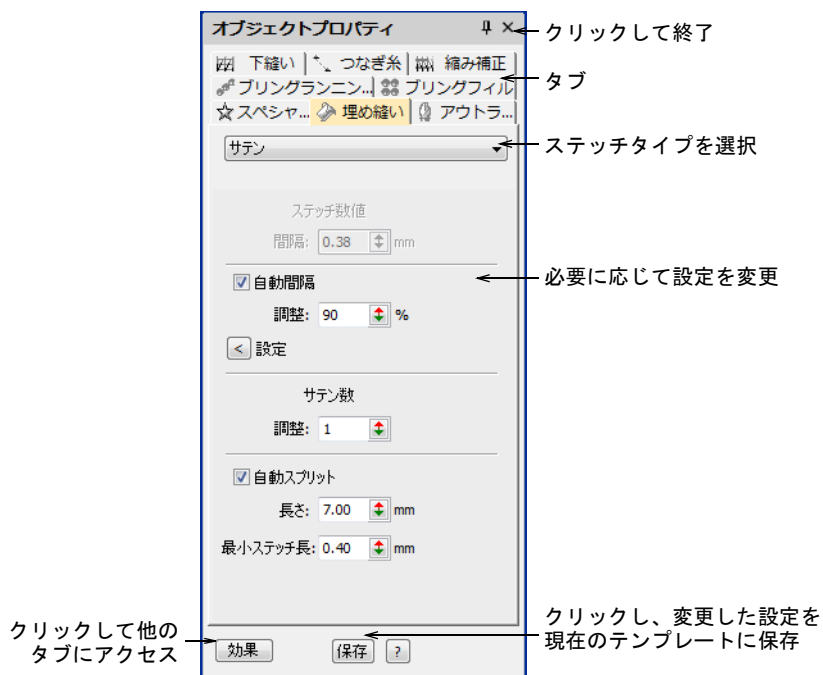 オブジェクトプロパティ
クリックして終了
下縫い つなぎ糸 縮み補正
ブリングランニン... ブリングフィル
タブ
スペシャ... 埋め縫い アウトラ...
サテン
ステッチタイプを選択
ステッチ数値
間隔: 0.38 mm
自動間隔
必要に応じて設定を変更
調整: 90 %
< 設定
サテン数
調整: 1
自動スプリット
長さ: 7.00 mm
最小ステッチ長: 0.40 mm
クリックして他の
タブにアクセス
効果 保存 ?
クリックし、変更した設定を
現在のテンプレートに保存